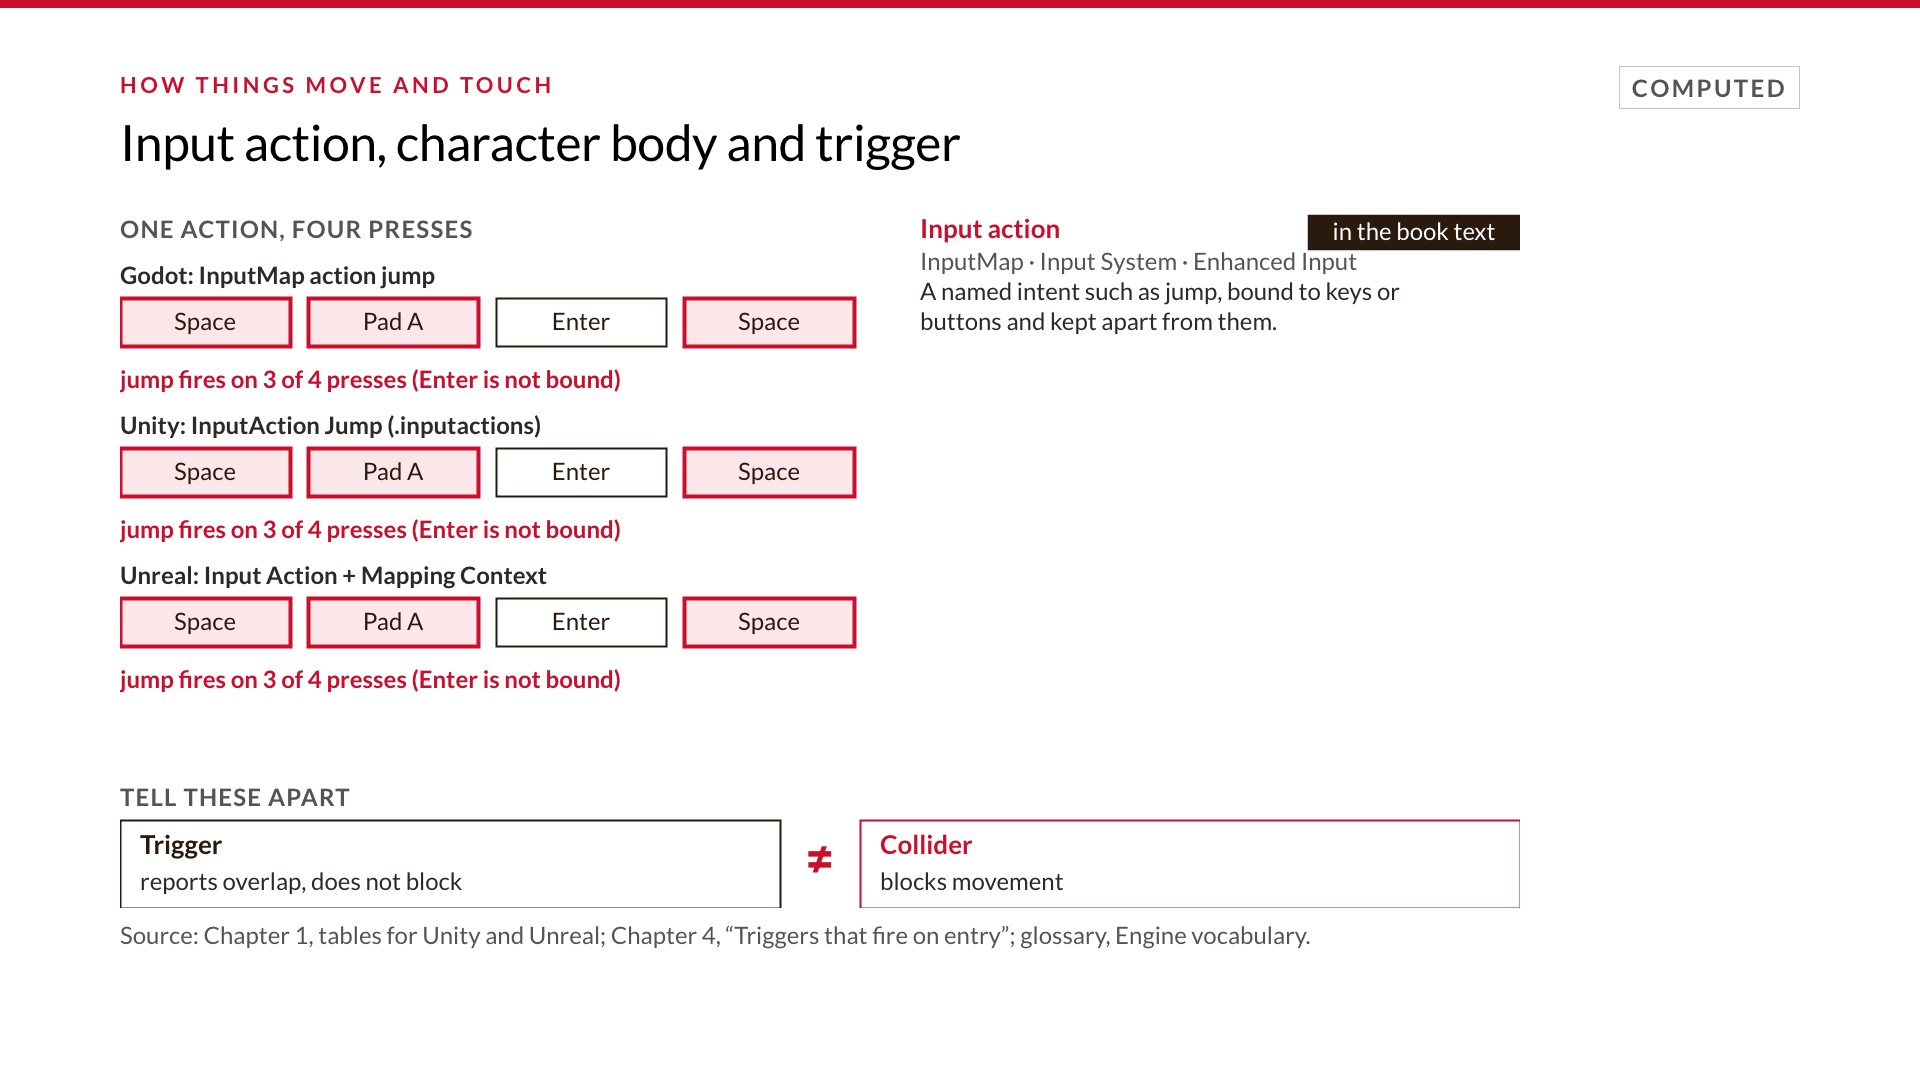 HOW THINGS MOVE AND TOUCH
COMPUTED
Input action, character body and trigger
ONE ACTION, FOUR PRESSES
Godot: InputMap action jump
Space
Pad A
Enter
Space
jump fires on 3 of 4 presses (Enter is not bound)
Unity: InputAction Jump (.inputactions)
Space
Pad A
Enter
Space
jump fires on 3 of 4 presses (Enter is not bound)
Unreal: Input Action + Mapping Context
Space
Pad A
Enter
Space
jump fires on 3 of 4 presses (Enter is not bound)
Input action
in the book text
InputMap · Input System · Enhanced Input
A named intent such as jump, bound to keys or
buttons and kept apart from them.
TELL THESE APART
Trigger
reports overlap, does not block
≠
Collider
blocks movement
Source: Chapter 1, tables for Unity and Unreal; Chapter 4, “Triggers that fire on entry”; glossary, Engine vocabulary.